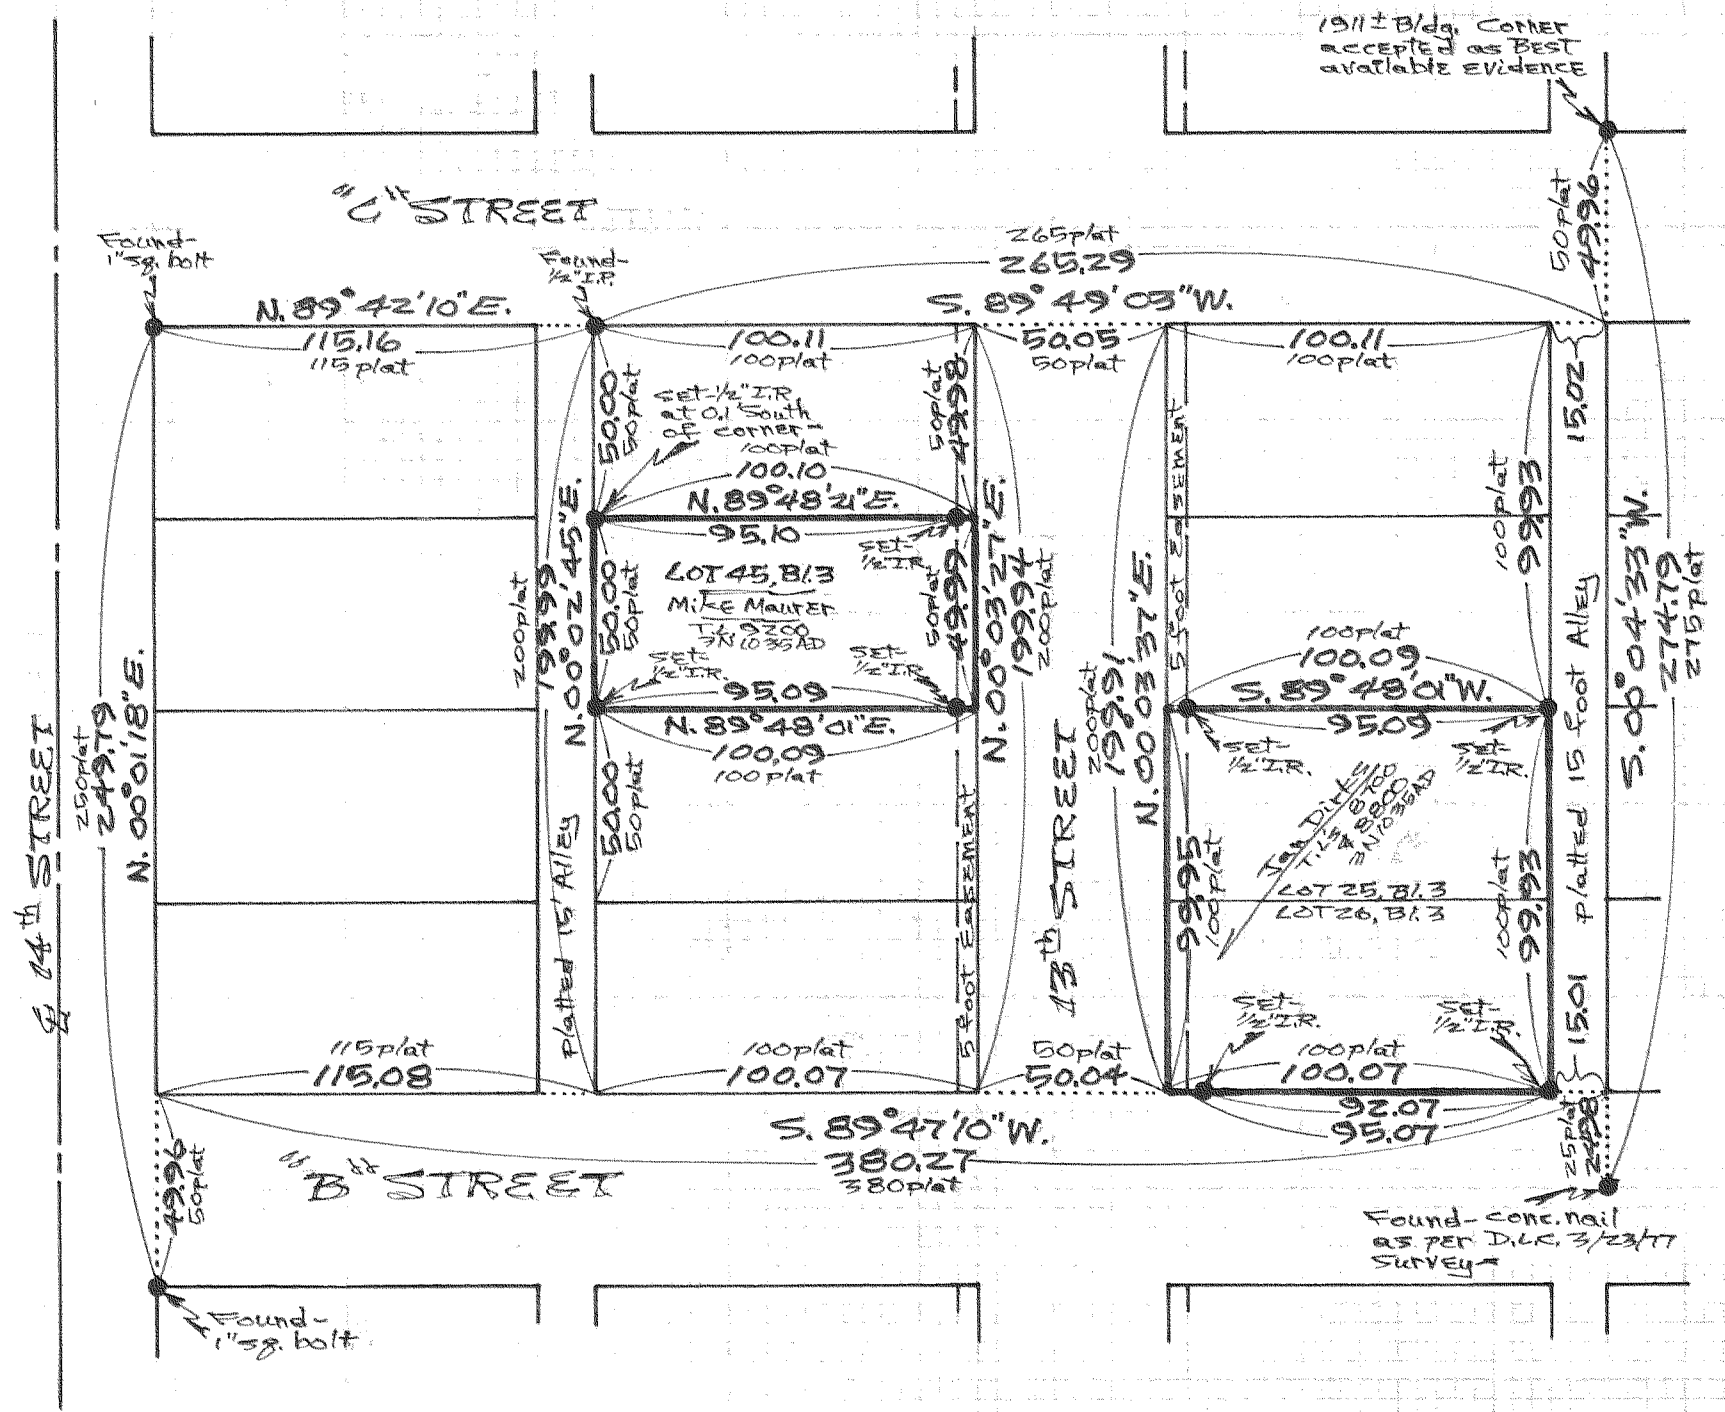 1911± Bldg. Corner
accepted as BEST
available evidence
"C" STREET
Found-
1" sq. bolt
Found-
1/2" I.P.
265 plat
265.29
50 plat
49.96
N. 89° 42' 10" E.
S. 89° 49' 03" W.
115.16
115 plat
100.11
100 plat
50.05
50 plat
100.11
100 plat
15.02
50.00
50 plat
set-1/2" I.R.
at 0.1 South
of corner-
50 plat
49.98
100 plat
100.10
N. 89° 48' 21" E.
95.10
set-
1/2" I.R.
LOT 45, Bl. 3
Mike Maurer
T.L. 9200
3N1035AD
50.00
50 plat
50 plat
49.99
set-
1/2" I.R.
set-
1/2" I.R.
95.09
N. 89° 48' 01" E.
100.09
100 plat
50.00
50 plat
200 plat
199.99
N. 00° 02' 45" E.
N. 00° 03' 27" E.
199.94
200 plat
200 plat
199.91
N. 00° 03' 37" E.
5 foot Easement
100 plat
99.93
platted 15 foot Alley
S. 00° 04' 33" W.
274.79
275 plat
100 plat
100.09
S. 89° 48' 01" W.
95.09
set-
1/2" I.R.
set-
1/2" I.R.
Jan Dirks
T.L.'s 8700
& 8800
3N1035AD
LOT 25, Bl. 3
LOT 26, Bl. 3
99.95
100 plat
100 plat
99.93
℄ 14th STREET
250 plat
249.79
N. 00° 01' 18" E.
platted 15' Alley
5 foot Easement
13th STREET
set-
1/2" I.R.
set-
1/2" I.R.
15.01
115 plat
115.08
100 plat
100.07
50 plat
50.04
100 plat
100.07
92.07
95.07
S. 89° 47' 10" W.
380.27
380 plat
25 plat
24.98
49.96
50 plat
"B" STREET
Found- conc. nail
as per D.L.C. 3/23/77
survey-
Found-
1" sq. bolt